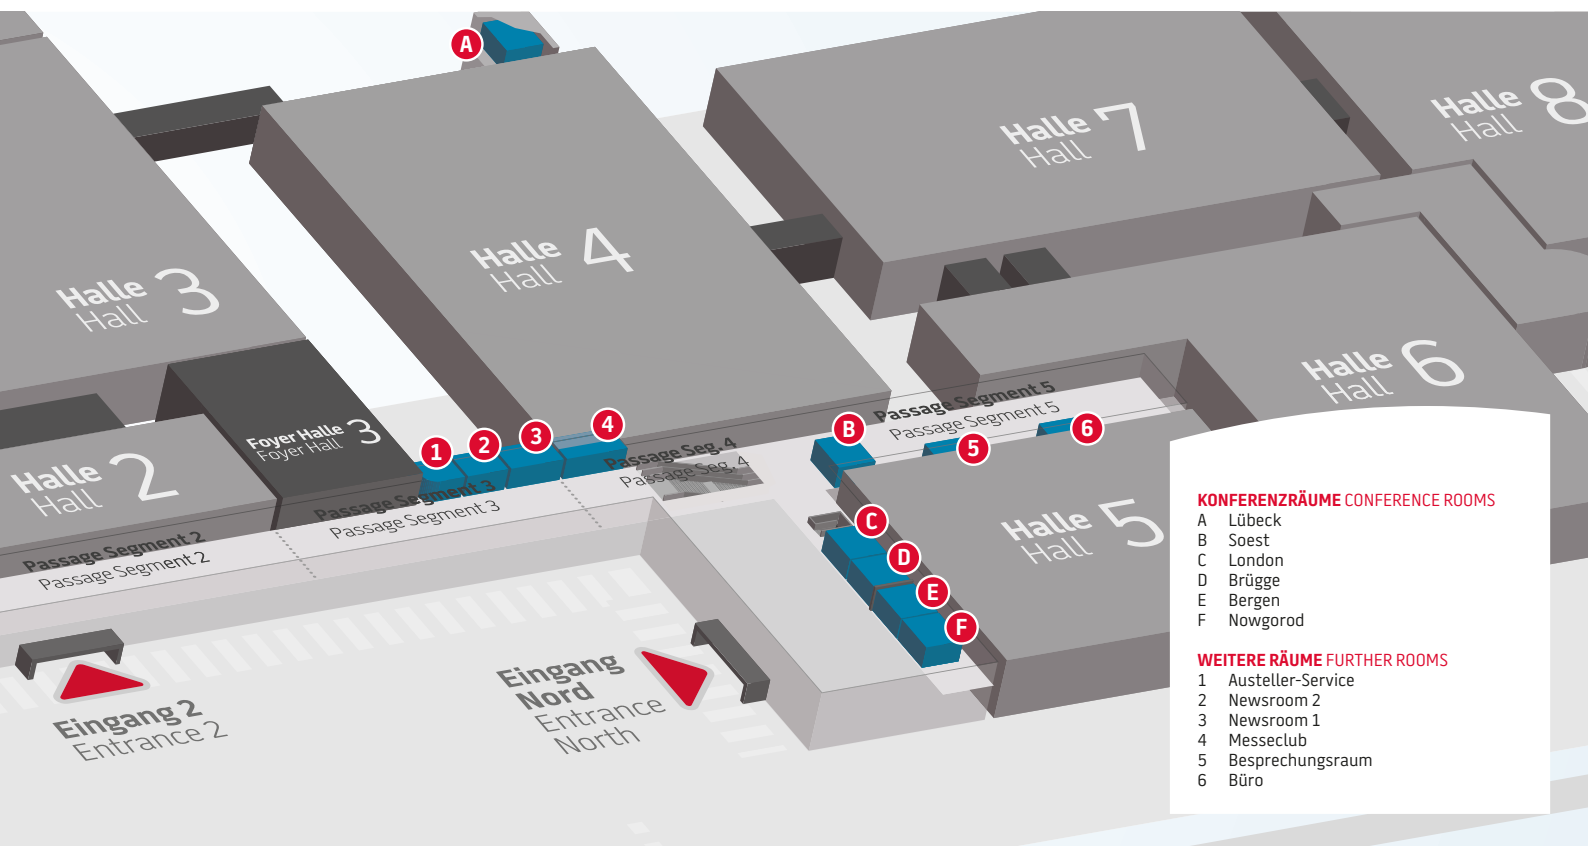 A
Halle 7
Hall
Halle 8
Hall
Halle 4
Hall
Halle 3
Hall
Halle 6
Hall
Passage Segment 5
Passage Segment 5
Foyer Halle 3
Foyer Hall
1
2
3
4
B
5
6
Passage Seg. 4
Passage Seg. 4
Halle 2
Hall
Passage Segment 3
Passage Segment 3
Halle 5
Hall
C
D
E
F
Passage Segment 2
Passage Segment 2
Eingang 2
Entrance 2
Eingang
Nord
Entrance
North
KONFERENZRÄUME CONFERENCE ROOMS
A Lübeck
B Soest
C London
D Brügge
E Bergen
F Nowgorod
WEITERE RÄUME FURTHER ROOMS
1 Austeller-Service
2 Newsroom 2
3 Newsroom 1
4 Messeclub
5 Besprechungsraum
6 Büro